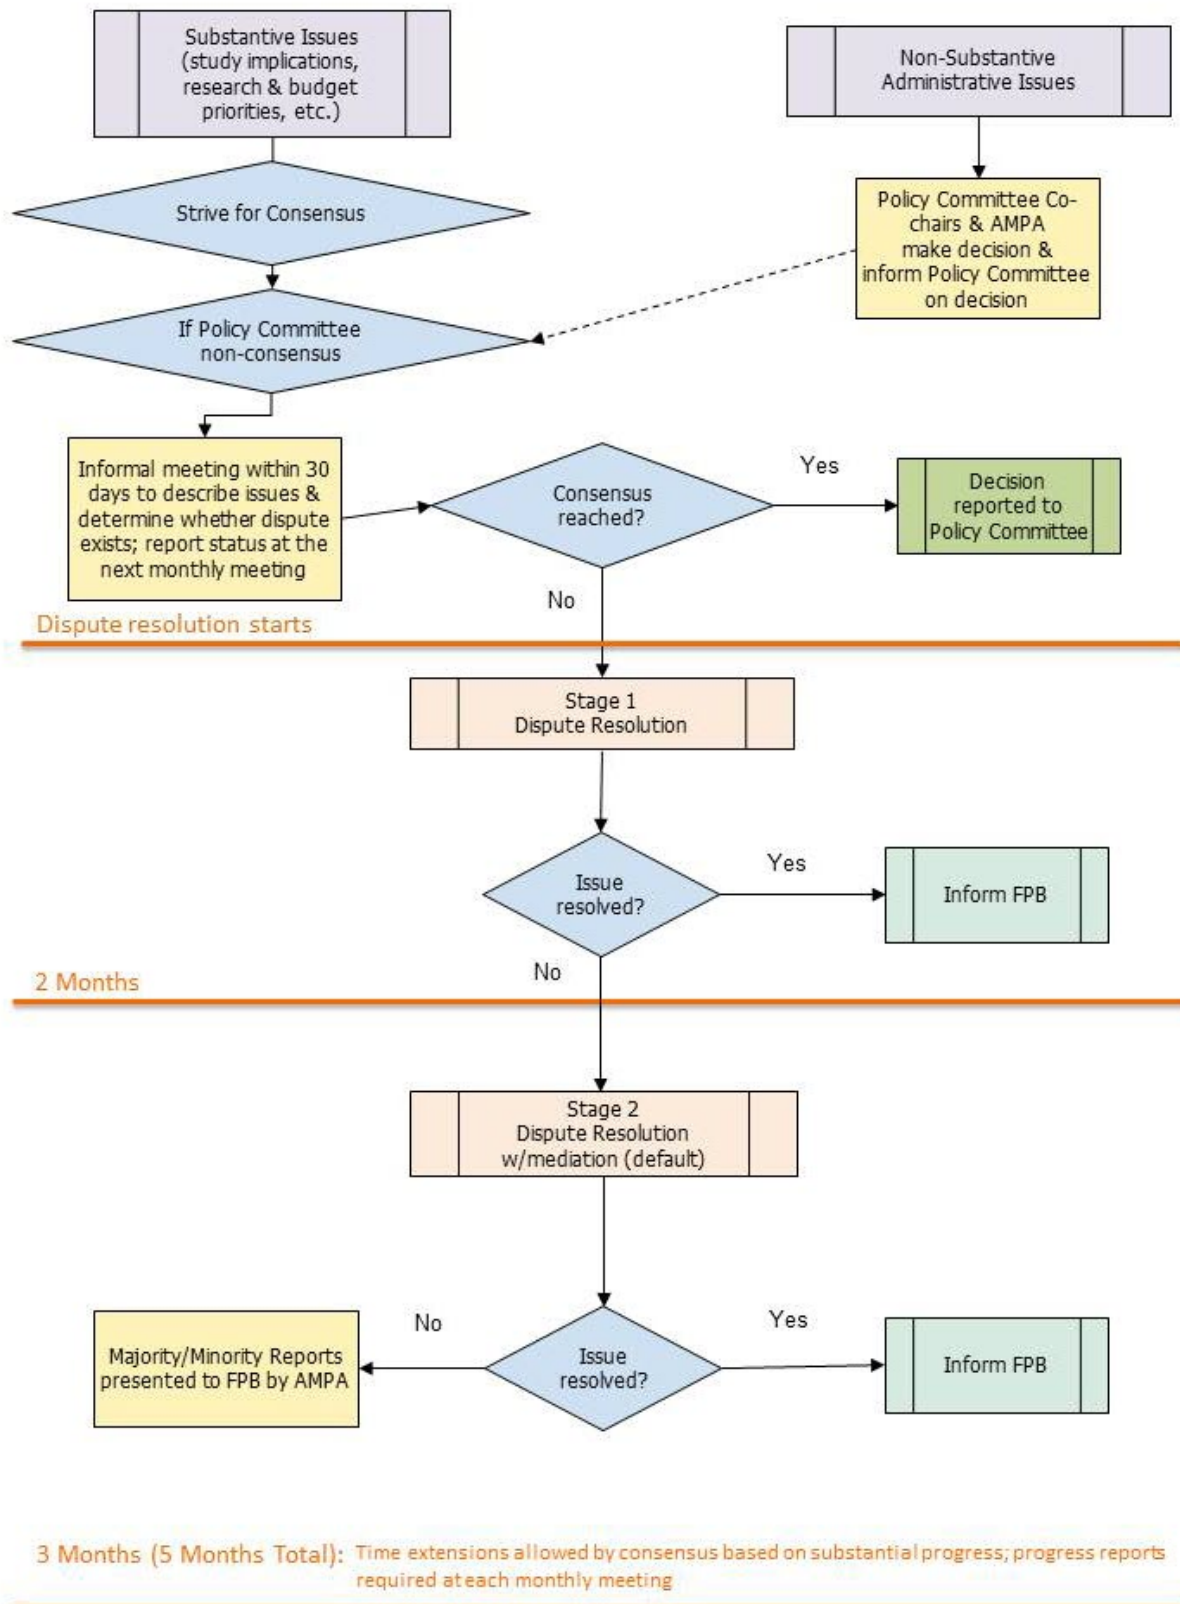 Substantive Issues
(study implications,
research & budget
priorities, etc.)
Non-Substantive
Administrative Issues
Strive for Consensus
Policy Committee Co-
chairs & AMPA
make decision &
inform Policy Committee
on decision
If Policy Committee
non-consensus
Informal meeting within 30
days to describe issues &
determine whether dispute
exists; report status at the
next monthly meeting
Consensus
reached?
Yes
Decision
reported to
Policy Committee
No
Dispute resolution starts
Stage 1
Dispute Resolution
Issue
resolved?
Yes
Inform FPB
No
2 Months
Stage 2
Dispute Resolution
w/mediation (default)
Majority/Minority Reports
presented to FPB by AMPA
No
Issue
resolved?
Yes
Inform FPB
3 Months (5 Months Total): Time extensions allowed by consensus based on substantial progress; progress reports
required at each monthly meeting